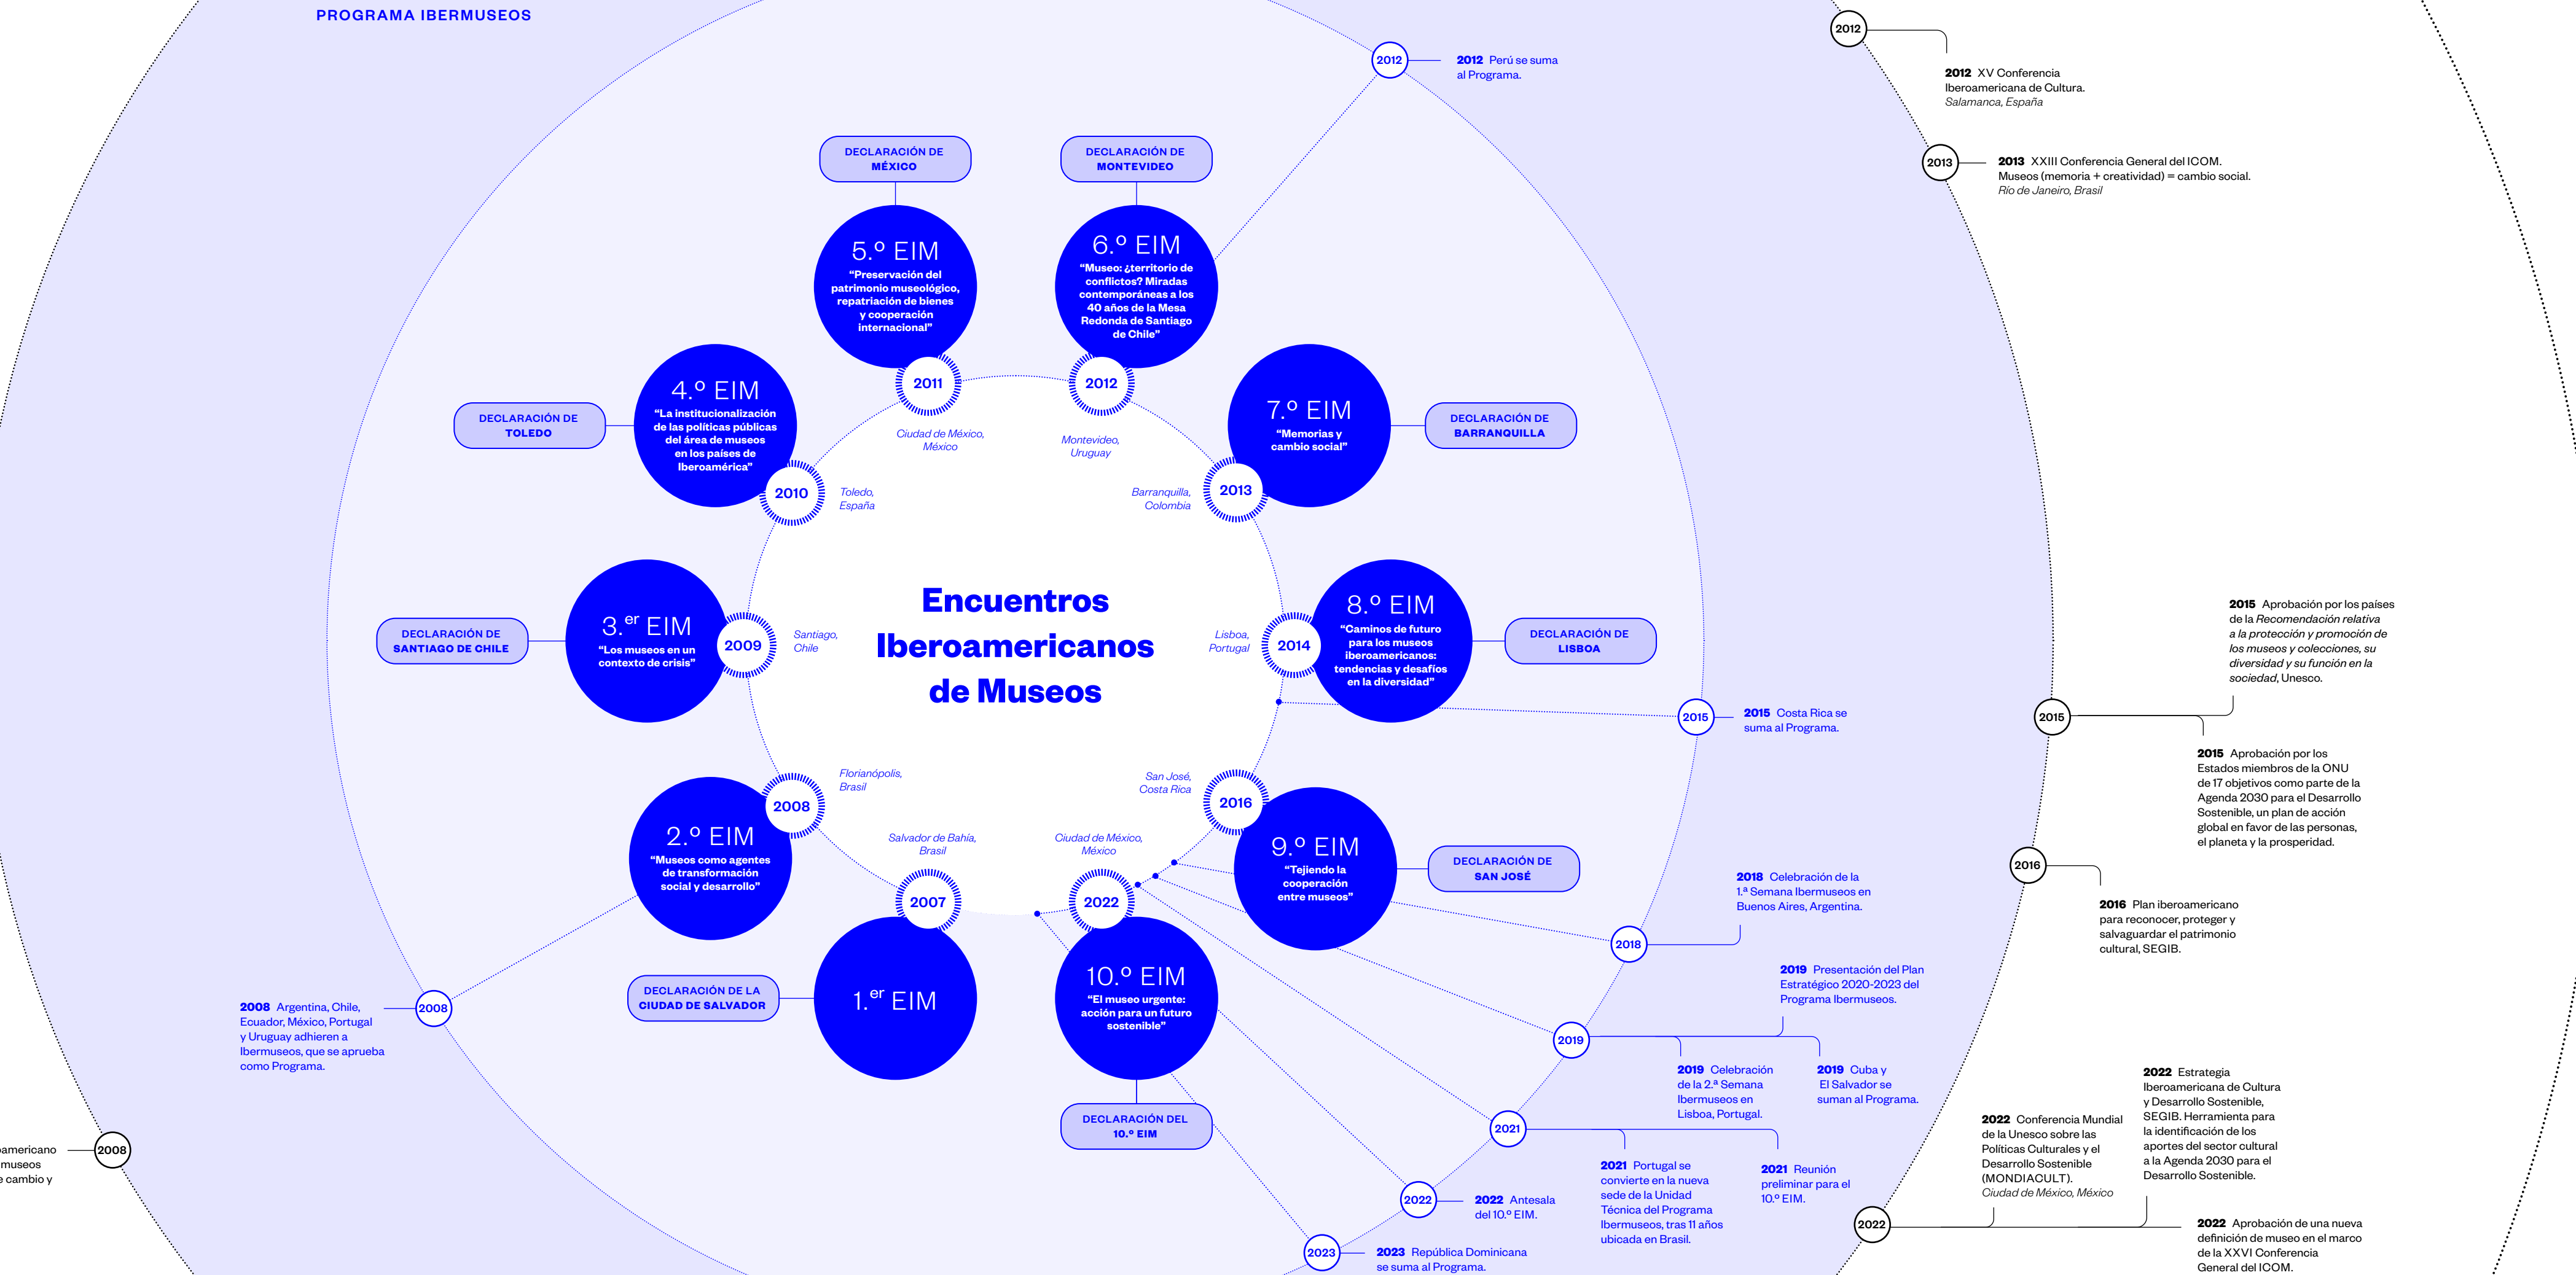 PROGRAMA IBERMUSEOS
Encuentros
Iberoamericanos
de Museos
2007
Salvador de Bahía,
Brasil
1.er EIM
DECLARACIÓN DE LA
CIUDAD DE SALVADOR
2008
Florianópolis,
Brasil
2.º EIM
“Museos como agentes
de transformación
social y desarrollo”
2009
Santiago,
Chile
3.er EIM
“Los museos en un
contexto de crisis”
DECLARACIÓN DE
SANTIAGO DE CHILE
2010
Toledo,
España
4.º EIM
“La institucionalización
de las políticas públicas
del área de museos
en los países de
Iberoamérica”
DECLARACIÓN DE
TOLEDO
2011
Ciudad de México,
México
5.º EIM
“Preservación del
patrimonio museológico,
repatriación de bienes
y cooperación
internacional”
DECLARACIÓN DE
MÉXICO
2012
Montevideo,
Uruguay
6.º EIM
“Museo: ¿territorio de
conflictos? Miradas
contemporáneas a los
40 años de la Mesa
Redonda de Santiago
de Chile”
DECLARACIÓN DE
MONTEVIDEO
2013
Barranquilla,
Colombia
7.º EIM
“Memorias y
cambio social”
DECLARACIÓN DE
BARRANQUILLA
2014
Lisboa,
Portugal
8.º EIM
“Caminos de futuro
para los museos
iberoamericanos:
tendencias y desafíos
en la diversidad”
DECLARACIÓN DE
LISBOA
2016
San José,
Costa Rica
9.º EIM
“Tejiendo la
cooperación
entre museos”
DECLARACIÓN DE
SAN JOSÉ
2022
Ciudad de México,
México
10.º EIM
“El museo urgente:
acción para un futuro
sostenible”
DECLARACIÓN DEL
10.º EIM
2008
2008 Argentina, Chile,
Ecuador, México, Portugal
y Uruguay adhieren a
Ibermuseos, que se aprueba
como Programa.
2012
2012 Perú se suma
al Programa.
2015
2015 Costa Rica se
suma al Programa.
2018
2018 Celebración de la
1.ª Semana Ibermuseos en
Buenos Aires, Argentina.
2019
2019 Presentación del Plan
Estratégico 2020-2023 del
Programa Ibermuseos.
2019 Celebración
de la 2.ª Semana
Ibermuseos en
Lisboa, Portugal.
2019 Cuba y
El Salvador se
suman al Programa.
2021
2021 Portugal se
convierte en la nueva
sede de la Unidad
Técnica del Programa
Ibermuseos, tras 11 años
ubicada en Brasil.
2021 Reunión
preliminar para el
10.º EIM.
2022
2022 Antesala
del 10.º EIM.
2023
2023 República Dominicana
se suma al Programa.
2008
americano
museos
cambio y
2012
2012 XV Conferencia
Iberoamericana de Cultura.
Salamanca, España
2013
2013 XXIII Conferencia General del ICOM.
Museos (memoria + creatividad) = cambio social.
Río de Janeiro, Brasil
2015
2015 Aprobación por los países
de la Recomendación relativa
a la protección y promoción de
los museos y colecciones, su
diversidad y su función en la
sociedad, Unesco.
2015 Aprobación por los
Estados miembros de la ONU
de 17 objetivos como parte de la
Agenda 2030 para el Desarrollo
Sostenible, un plan de acción
global en favor de las personas,
el planeta y la prosperidad.
2016
2016 Plan iberoamericano
para reconocer, proteger y
salvaguardar el patrimonio
cultural, SEGIB.
2022
2022 Conferencia Mundial
de la Unesco sobre las
Políticas Culturales y el
Desarrollo Sostenible
(MONDIACULT).
Ciudad de México, México
2022 Estrategia
Iberoamericana de Cultura
y Desarrollo Sostenible,
SEGIB. Herramienta para
la identificación de los
aportes del sector cultural
a la Agenda 2030 para el
Desarrollo Sostenible.
2022 Aprobación de una nueva
definición de museo en el marco
de la XXVI Conferencia
General del ICOM.